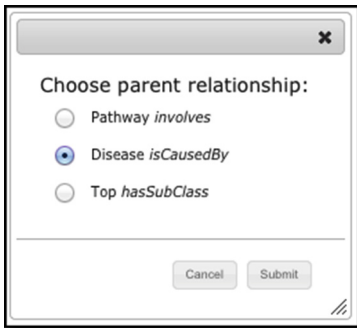 Choose parent relationship:
Pathway involves
Disease isCausedBy
Top hasSubClass
Cancel Submit